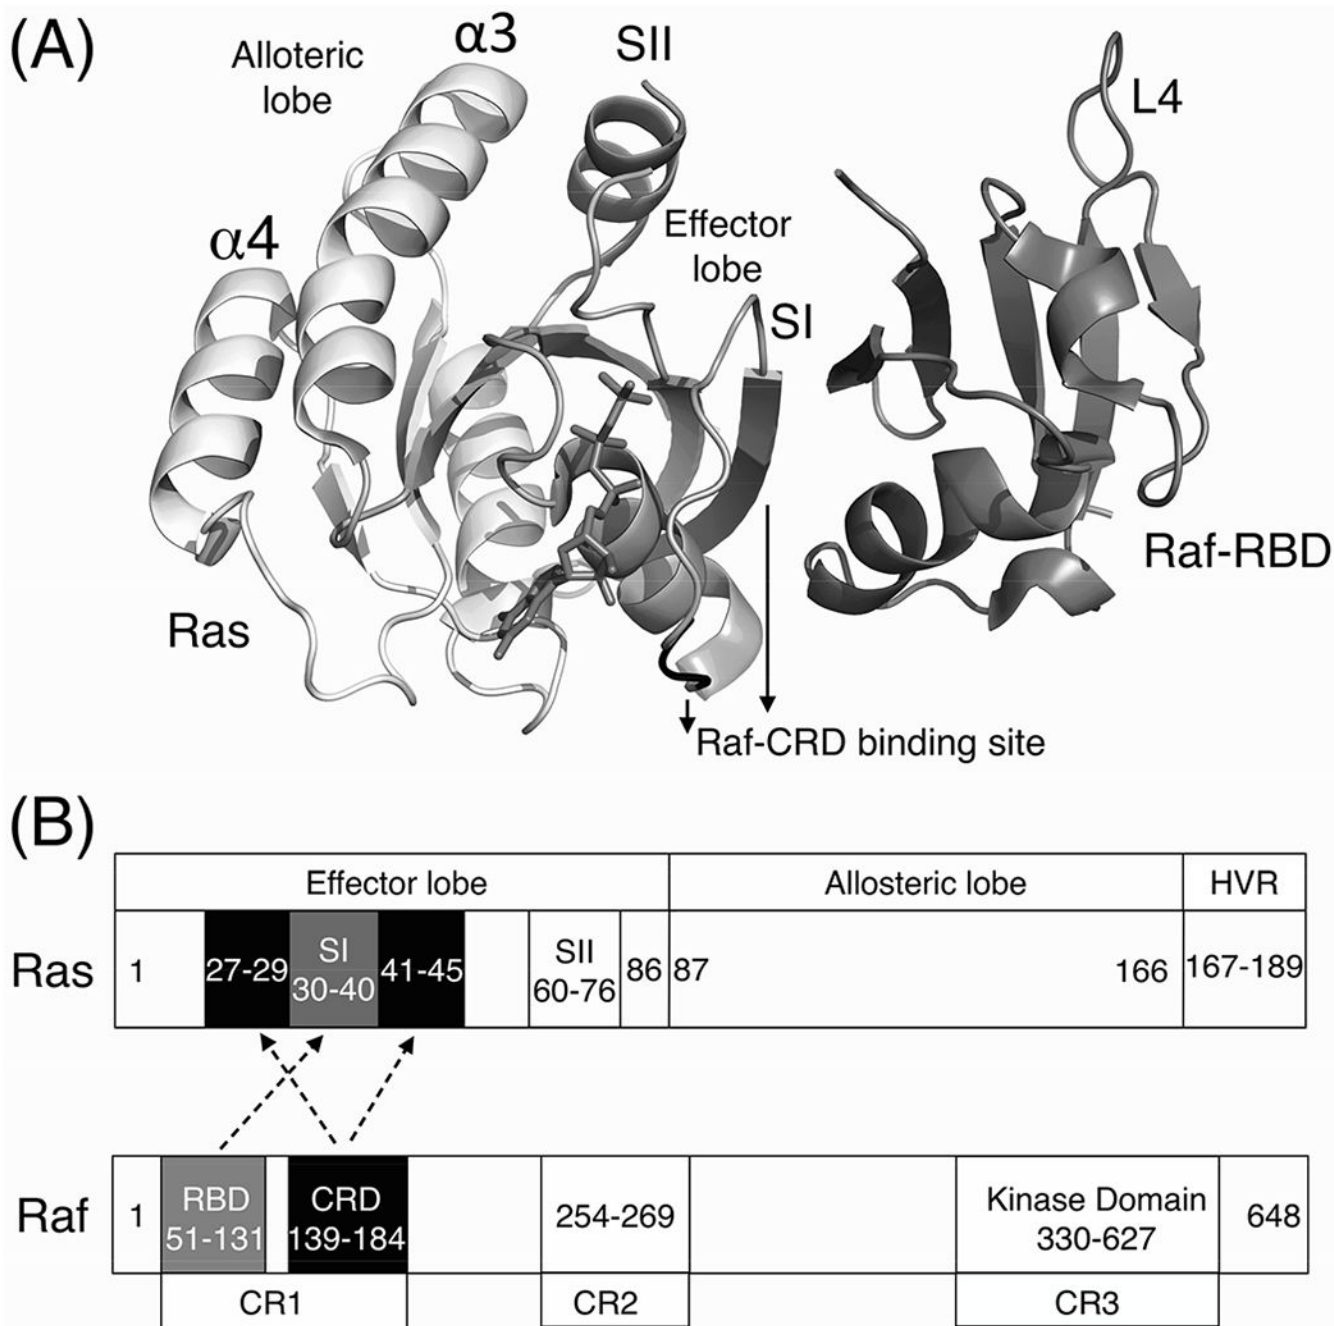 (A)
Alloteric
lobe
α3
SII
L4
α4
Effector
lobe
SI
Raf-RBD
Ras
Raf-CRD binding site
(B)
Effector lobe Allosteric lobe HVR
Ras 1 27-29 SI 30-40 41-45 SII 60-76 86 87 166 167-189
Raf 1 RBD 51-131 CRD 139-184 254-269 Kinase Domain 330-627 648
CR1 CR2 CR3